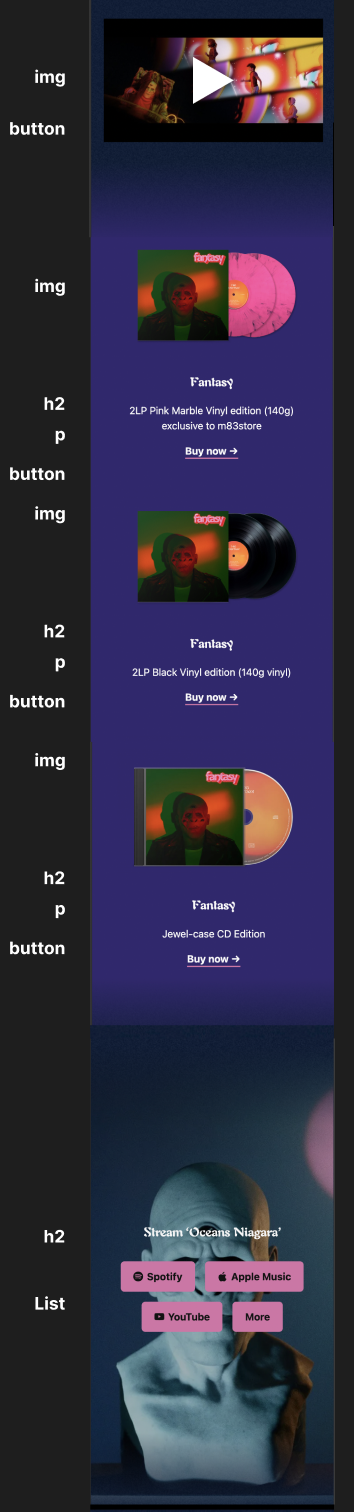 img
button
img
fantasy
h2
Fantasy
p
2LP Pink Marble Vinyl edition (140g)
exclusive to m83store
button
Buy now →
img
fantasy
h2
Fantasy
p
2LP Black Vinyl edition (140g vinyl)
button
Buy now →
img
fantasy
h2
Fantasy
p
Jewel-case CD Edition
button
Buy now →
h2
Stream ‘Oceans Niagara’
List
Spotify
Apple Music
YouTube
More